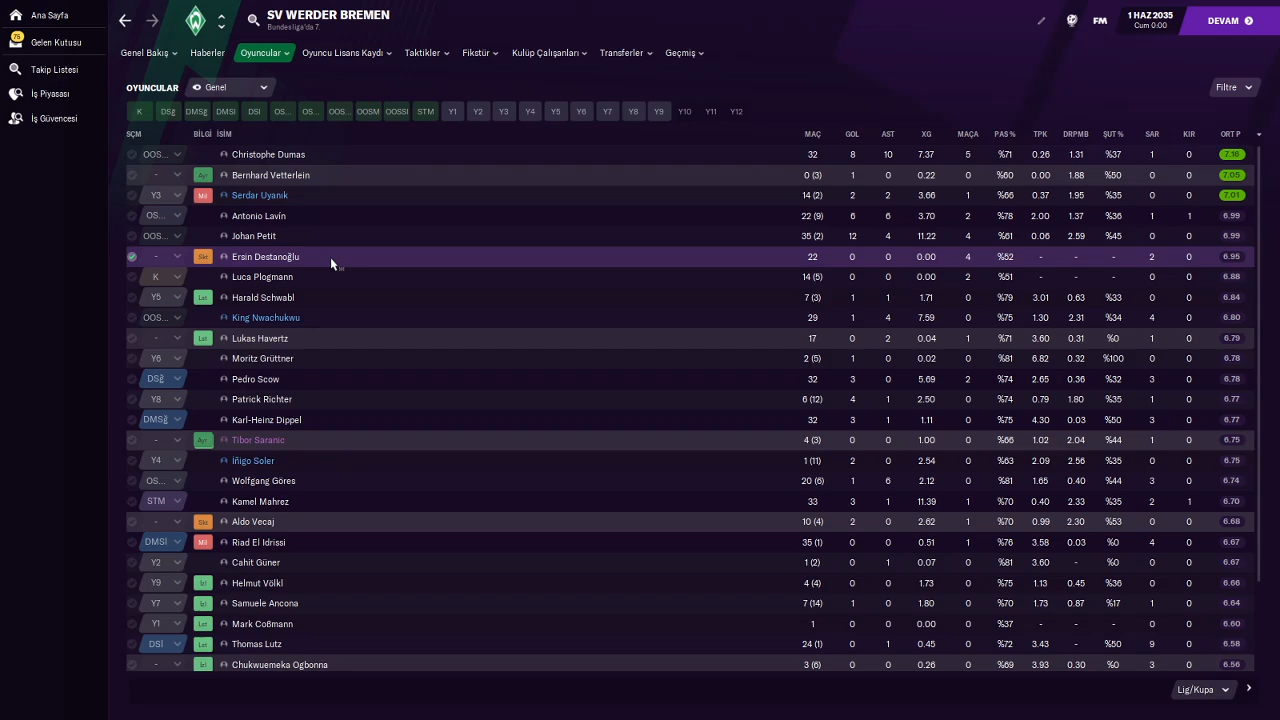 Ana Sayfa
75
Gelen Kutusu
Takip Listesi
İş Piyasası
İş Güvencesi
SV WERDER BREMEN
Bundesliga'da 7.
FM
1 HAZ 2035
Cum 0:00
DEVAM
Genel Bakış Haberler Oyuncular Oyuncu Lisans Kaydı Taktikler Fikstür Kulüp Çalışanları Transferler Geçmiş
OYUNCULAR Genel Filtre
K DSğ DMSğ DMSl DSl OS... OS... OOS... OOSM OOSSl STM Y1 Y2 Y3 Y4 Y5 Y6 Y7 Y8 Y9 Y10 Y11 Y12
SÇM BİLGİ İSİM MAÇ GOL AST XG MAÇA PAS % TPK DRPMB ŞUT % SAR KIR ORT P
OOS... Christophe Dumas 32 8 10 7.37 5 %71 0.26 1.31 %37 1 0 7.16
- Ayr Bernhard Vetterlein 0 (3) 1 0 0.22 0 %60 0.00 1.88 %50 0 0 7.05
Y3 Mil Serdar Uyanık 14 (2) 2 2 3.66 1 %66 0.37 1.95 %35 0 0 7.01
OS... Antonio Lavín 22 (9) 6 6 3.70 2 %78 2.00 1.37 %36 1 1 6.99
OOS... Johan Petit 35 (2) 12 4 11.22 4 %61 0.06 2.59 %45 0 0 6.99
- Skt Ersin Destanoğlu 22 0 0 0.00 4 %52 - - - 2 0 6.95
K Luca Plogmann 14 (5) 0 0 0.00 2 %51 - - - 0 0 6.88
Y5 Lst Harald Schwabl 7 (3) 1 1 1.71 0 %79 3.01 0.63 %33 0 0 6.84
OOS... King Nwachukwu 29 1 4 7.59 0 %75 1.30 2.31 %34 4 0 6.80
- Lst Lukas Havertz 17 0 2 0.04 1 %71 3.60 0.31 %0 1 0 6.79
Y6 Moritz Grüttner 2 (5) 1 0 0.02 0 %81 6.82 0.32 %100 0 0 6.78
DSğ Pedro Scow 32 3 0 5.69 2 %74 2.65 0.36 %32 3 0 6.78
Y8 Patrick Richter 6 (12) 4 1 2.50 0 %74 0.79 1.80 %35 1 0 6.77
DMSğ Karl-Heinz Dippel 32 3 1 1.11 0 %75 4.30 0.03 %50 3 0 6.77
- Ayr Tibor Saranic 4 (3) 0 0 1.00 0 %66 1.02 2.04 %44 1 0 6.75
Y4 Íñigo Soler 1 (11) 2 0 2.54 0 %63 2.09 2.56 %35 0 0 6.75
OS... Wolfgang Göres 20 (6) 1 6 2.12 0 %81 1.65 0.40 %44 3 0 6.74
STM Kamel Mahrez 33 3 1 11.39 1 %70 0.40 2.33 %35 2 1 6.70
- Skt Aldo Vecaj 10 (4) 2 0 2.62 1 %70 0.99 2.30 %53 0 0 6.68
DMSl Mil Riad El Idrissi 35 (1) 0 0 0.51 1 %76 3.58 0.03 %0 4 0 6.67
Y2 Cahit Güner 1 (2) 0 1 0.07 0 %81 3.60 - %0 0 0 6.67
Y9 İzl Helmut Völkl 4 (4) 0 0 1.73 0 %75 1.13 0.45 %36 0 0 6.66
Y7 İzl Samuele Ancona 7 (14) 1 0 1.80 0 %70 1.73 0.87 %17 1 0 6.64
Y1 Lst Mark Coßmann 1 0 0 0.00 0 %37 - - - 0 0 6.60
DSl Lst Thomas Lutz 24 (1) 0 1 0.45 0 %72 3.43 - %50 9 0 6.58
- İzl Chukwuemeka Ogbonna 3 (6) 0 0 0.26 0 %69 3.93 0.30 %0 3 0 6.56
Lig/Kupa